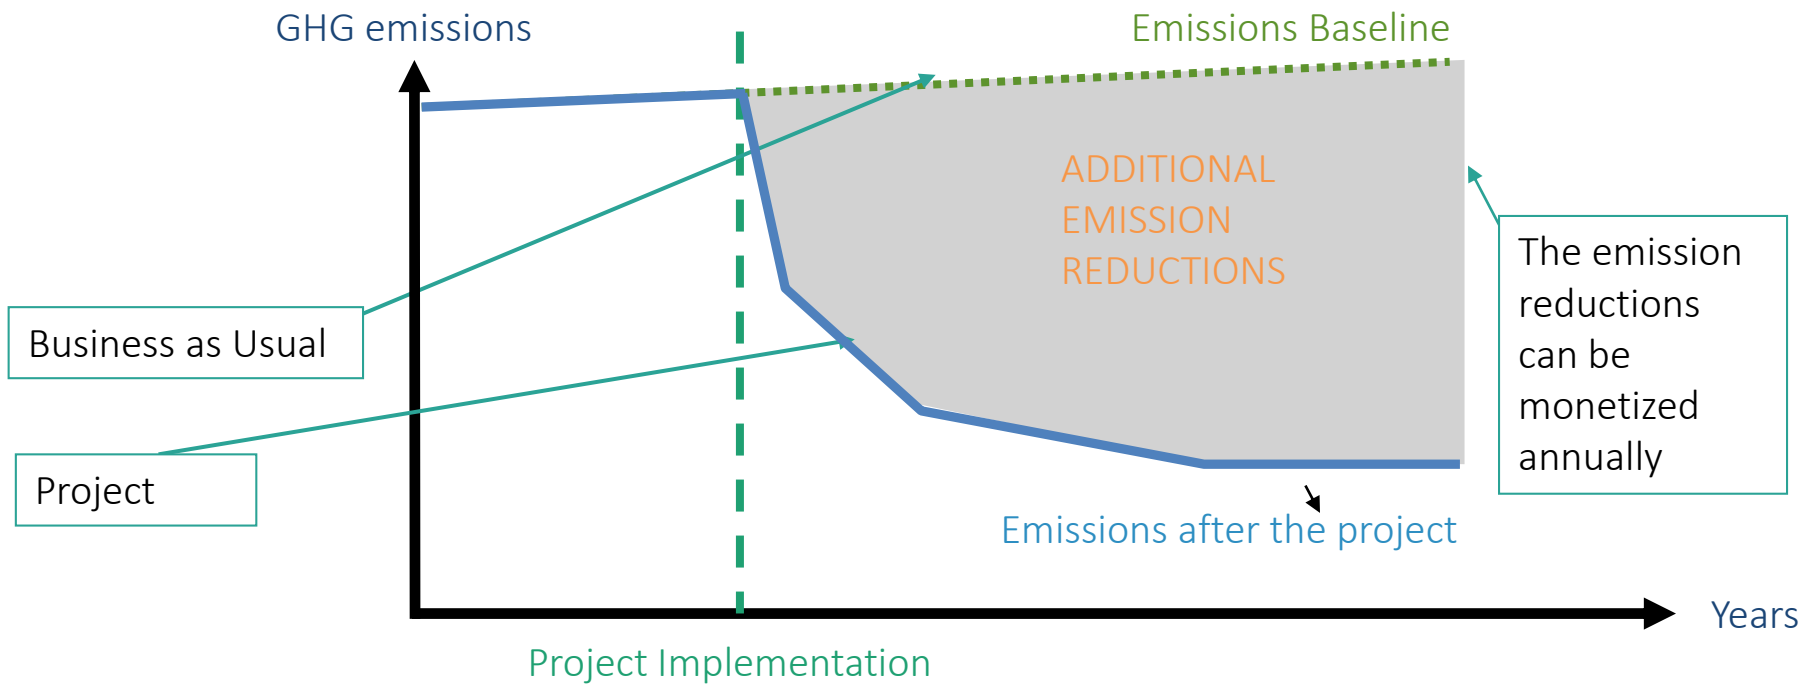 GHG emissions
Emissions Baseline
ADDITIONAL
EMISSION
REDUCTIONS
The emission
reductions
can be
monetized
annually
Business as Usual
Project
Emissions after the project
Years
Project Implementation